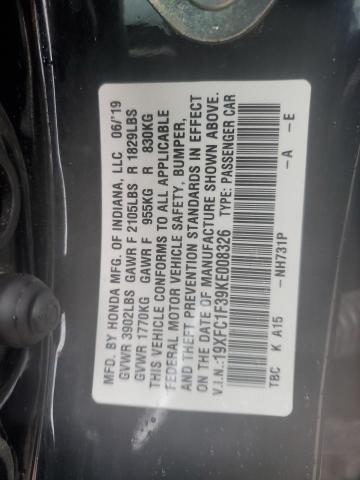 MFD. BY HONDA MFG. OF INDIANA, LLC 06/'19
GVWR 3902LBS GAWR F 2105LBS R 1829LBS
GVWR 1770KG GAWR F 955KG R 830KG
THIS VEHICLE CONFORMS TO ALL APPLICABLE
FEDERAL MOTOR VEHICLE SAFETY, BUMPER,
AND THEFT PREVENTION STANDARDS IN EFFECT
ON THE DATE OF MANUFACTURE SHOWN ABOVE.
V.I.N.:19XFC1F39KE008326 TYPE: PASSENGER CAR
TBC K A15 -NH731P -A -E